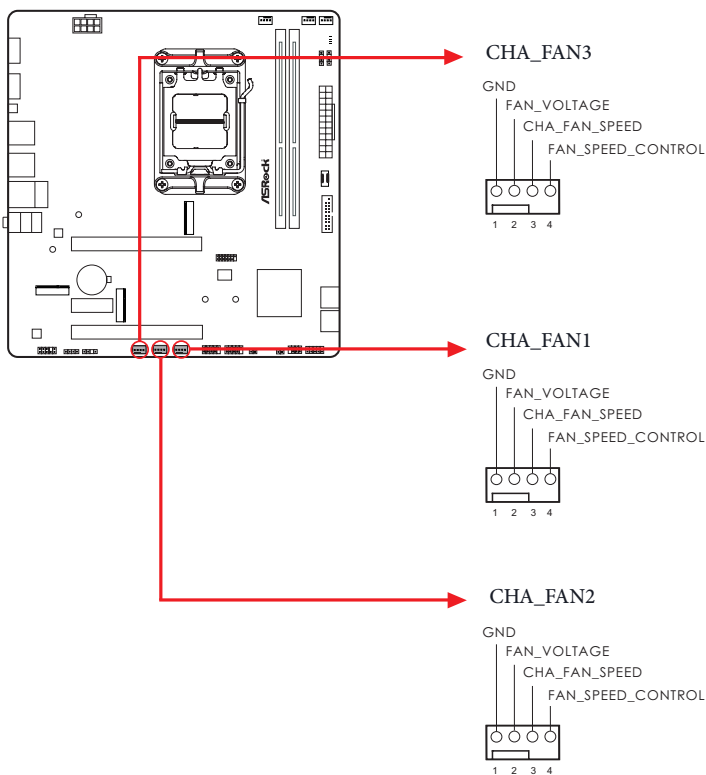 CHA_FAN3
GND
FAN_VOLTAGE
CHA_FAN_SPEED
FAN_SPEED_CONTROL
1 2 3 4
ASRock
CHA_FAN1
GND
FAN_VOLTAGE
CHA_FAN_SPEED
FAN_SPEED_CONTROL
1 2 3 4
CHA_FAN2
GND
FAN_VOLTAGE
CHA_FAN_SPEED
FAN_SPEED_CONTROL
1 2 3 4